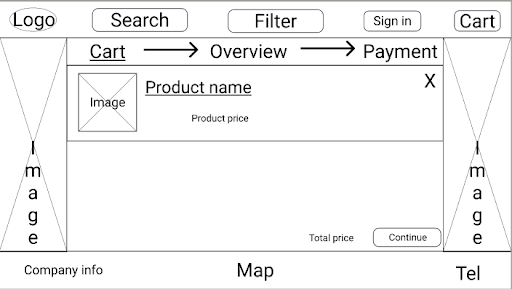 Logo
Search
Filter
Sign in
Cart
Cart
Overview
Payment
Image
Product name
X
Product price
Image
Image
Total price
Continue
Company info
Map
Tel